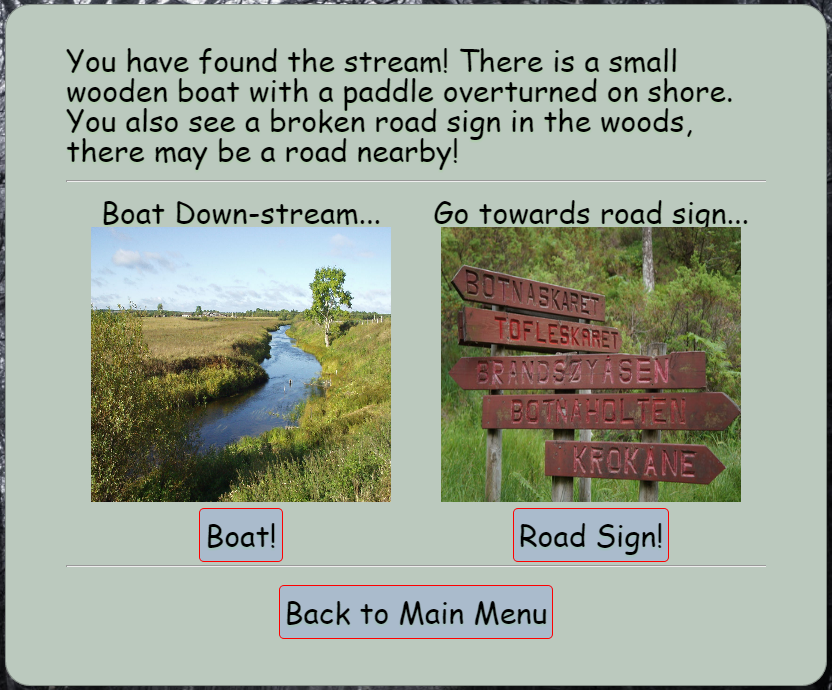 You have found the stream! There is a small
wooden boat with a paddle overturned on shore.
You also see a broken road sign in the woods,
there may be a road nearby!
Boat Down-stream...
Go towards road sign...
BOTNASKARET
TOFLESKARET
BRANDSØYÅSEN
BOTNAHOLTEN
KROKANE
Boat!
Road Sign!
Back to Main Menu